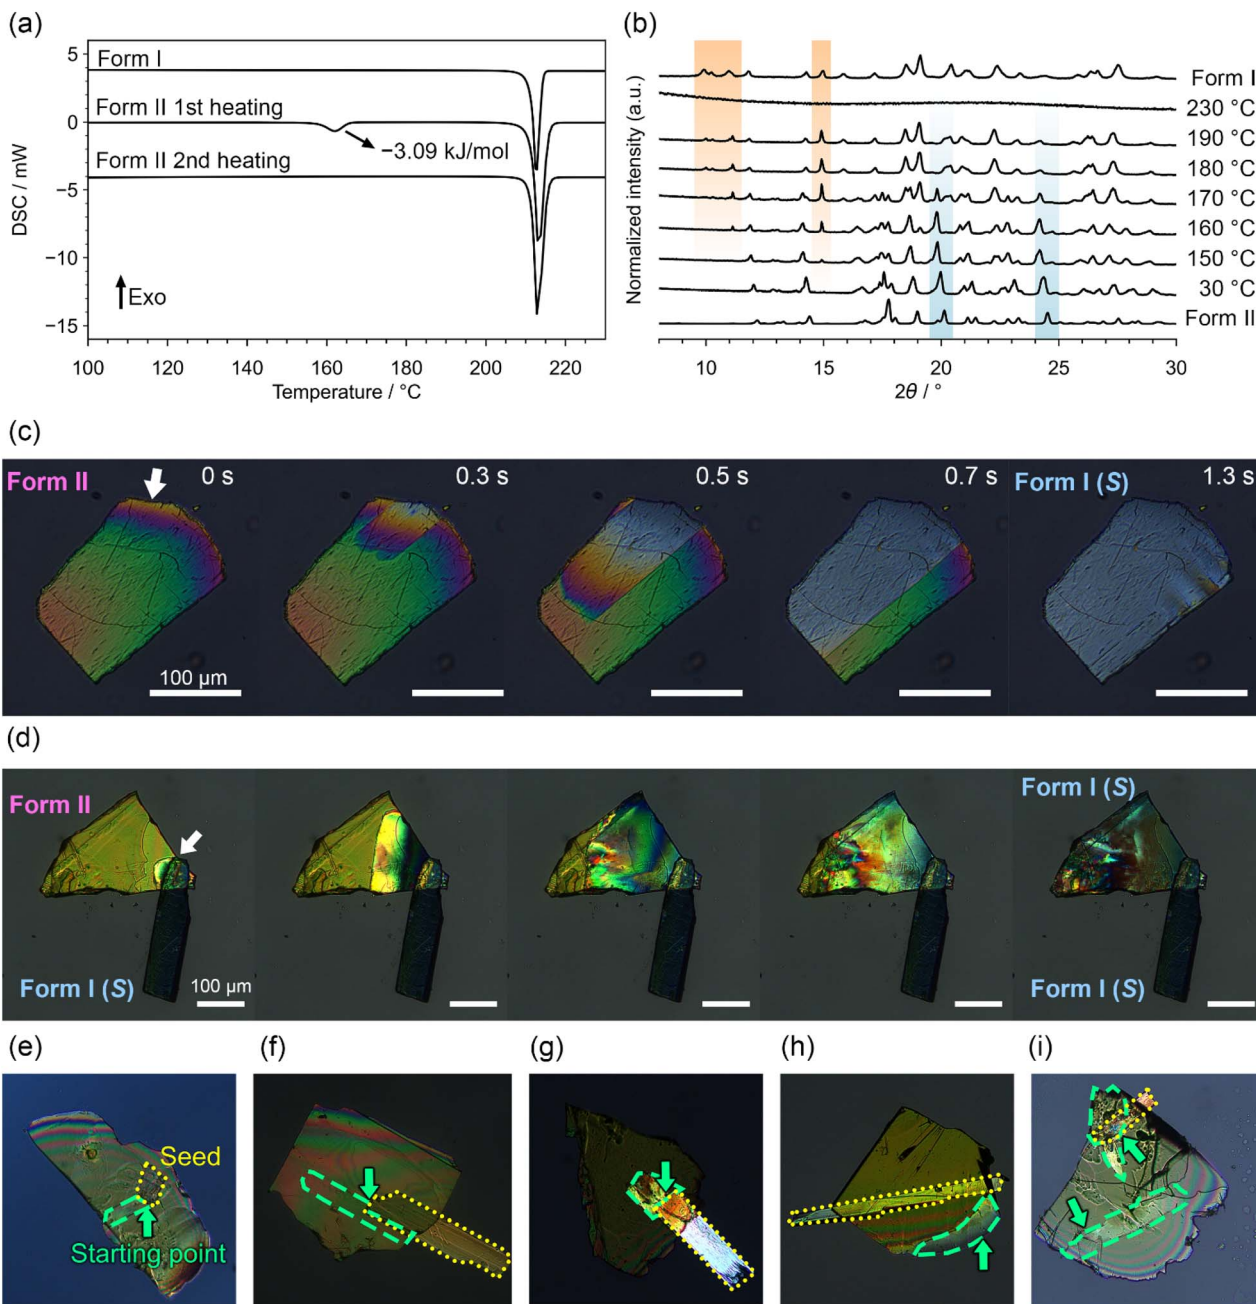 (a)
5
0
−5
−10
−15
DSC / mW
Form I
Form II 1st heating
−3.09 kJ/mol
Form II 2nd heating
Exo
100 120 140 160 180 200 220
Temperature / °C
(b)
Normalized intensity (a.u.)
Form I
230 °C
190 °C
180 °C
170 °C
160 °C
150 °C
30 °C
Form II
10 15 20 25 30
2θ / °
(c)
Form II 0 s 0.3 s 0.5 s 0.7 s Form I (S) 1.3 s
100 μm
(d)
Form II
Form I (S)
Form I (S) 100 μm
Form I (S)
(e) (f) (g) (h) (i)
Seed
Starting point